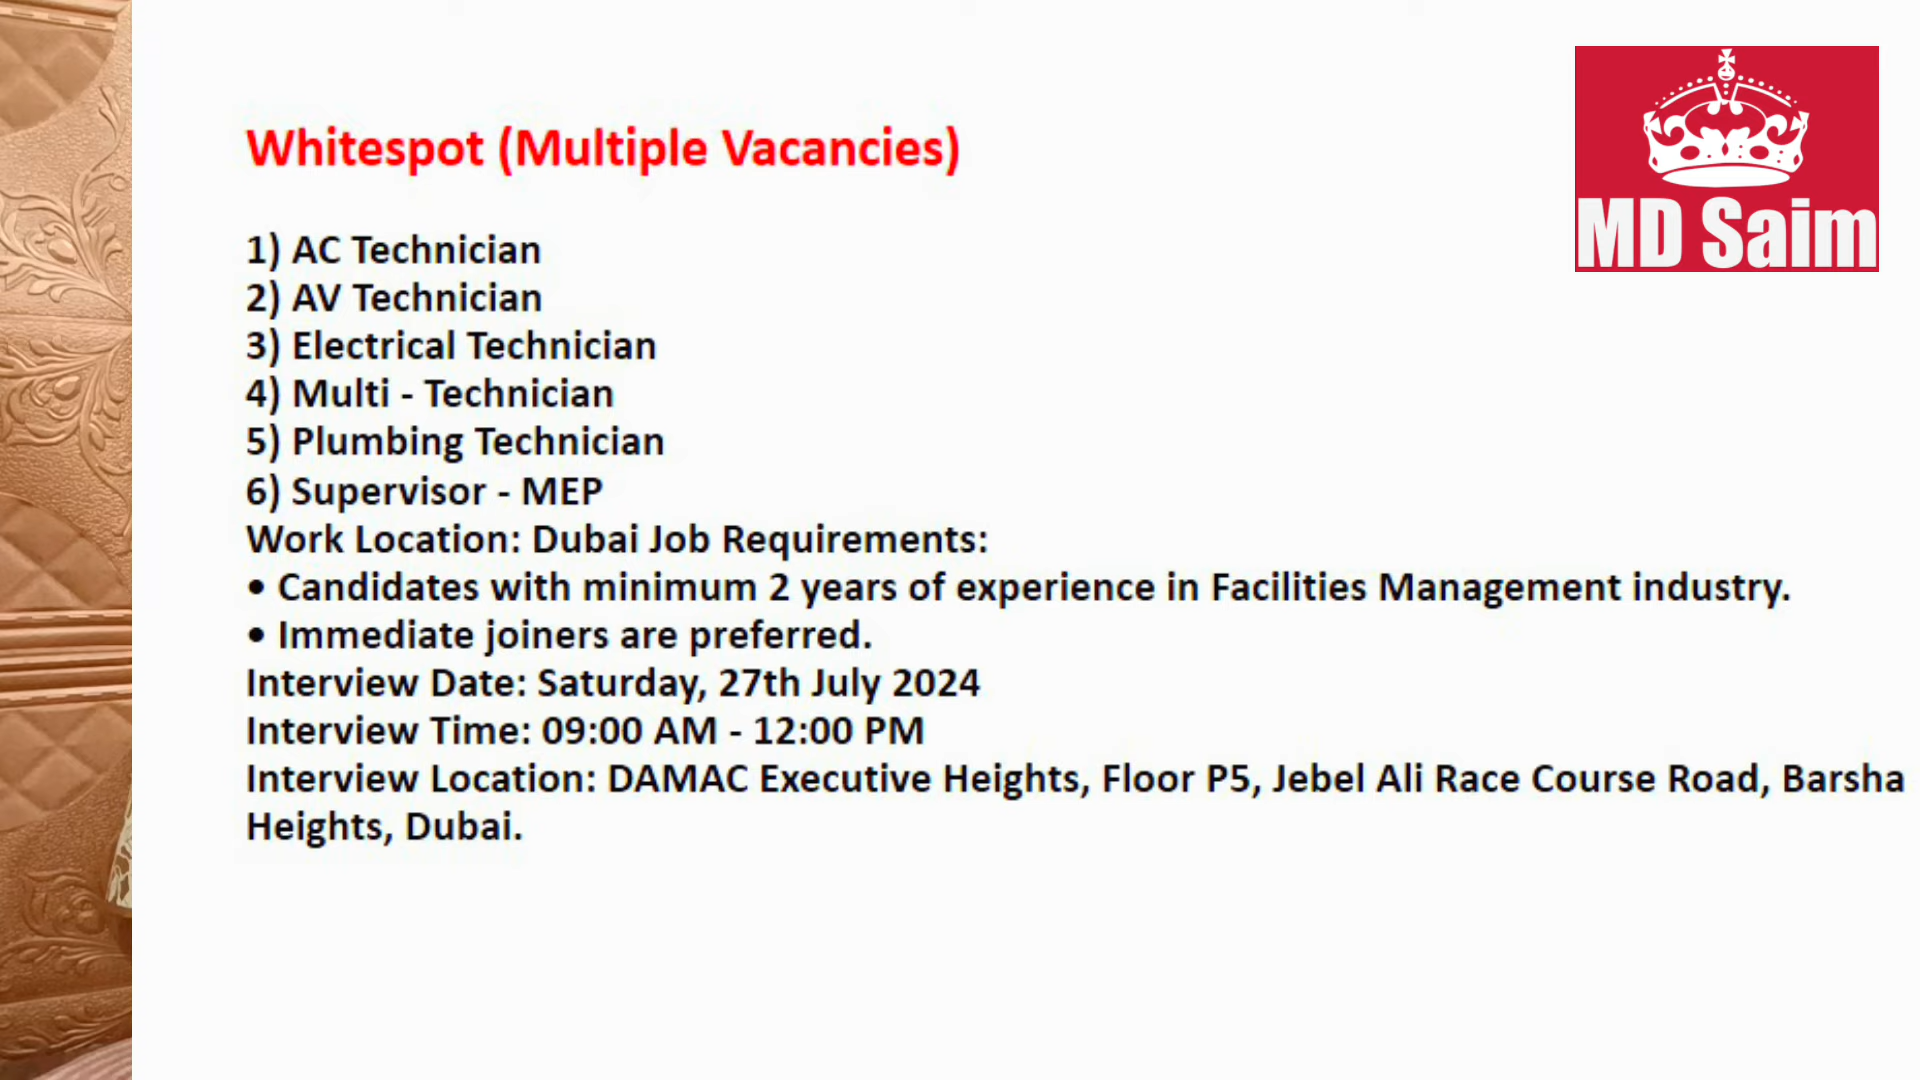 Whitespot (Multiple Vacancies)
MD Saim
1) AC Technician
2) AV Technician
3) Electrical Technician
4) Multi - Technician
5) Plumbing Technician
6) Supervisor - MEP
Work Location: Dubai Job Requirements:
• Candidates with minimum 2 years of experience in Facilities Management industry.
• Immediate joiners are preferred.
Interview Date: Saturday, 27th July 2024
Interview Time: 09:00 AM - 12:00 PM
Interview Location: DAMAC Executive Heights, Floor P5, Jebel Ali Race Course Road, Barsha
Heights, Dubai.